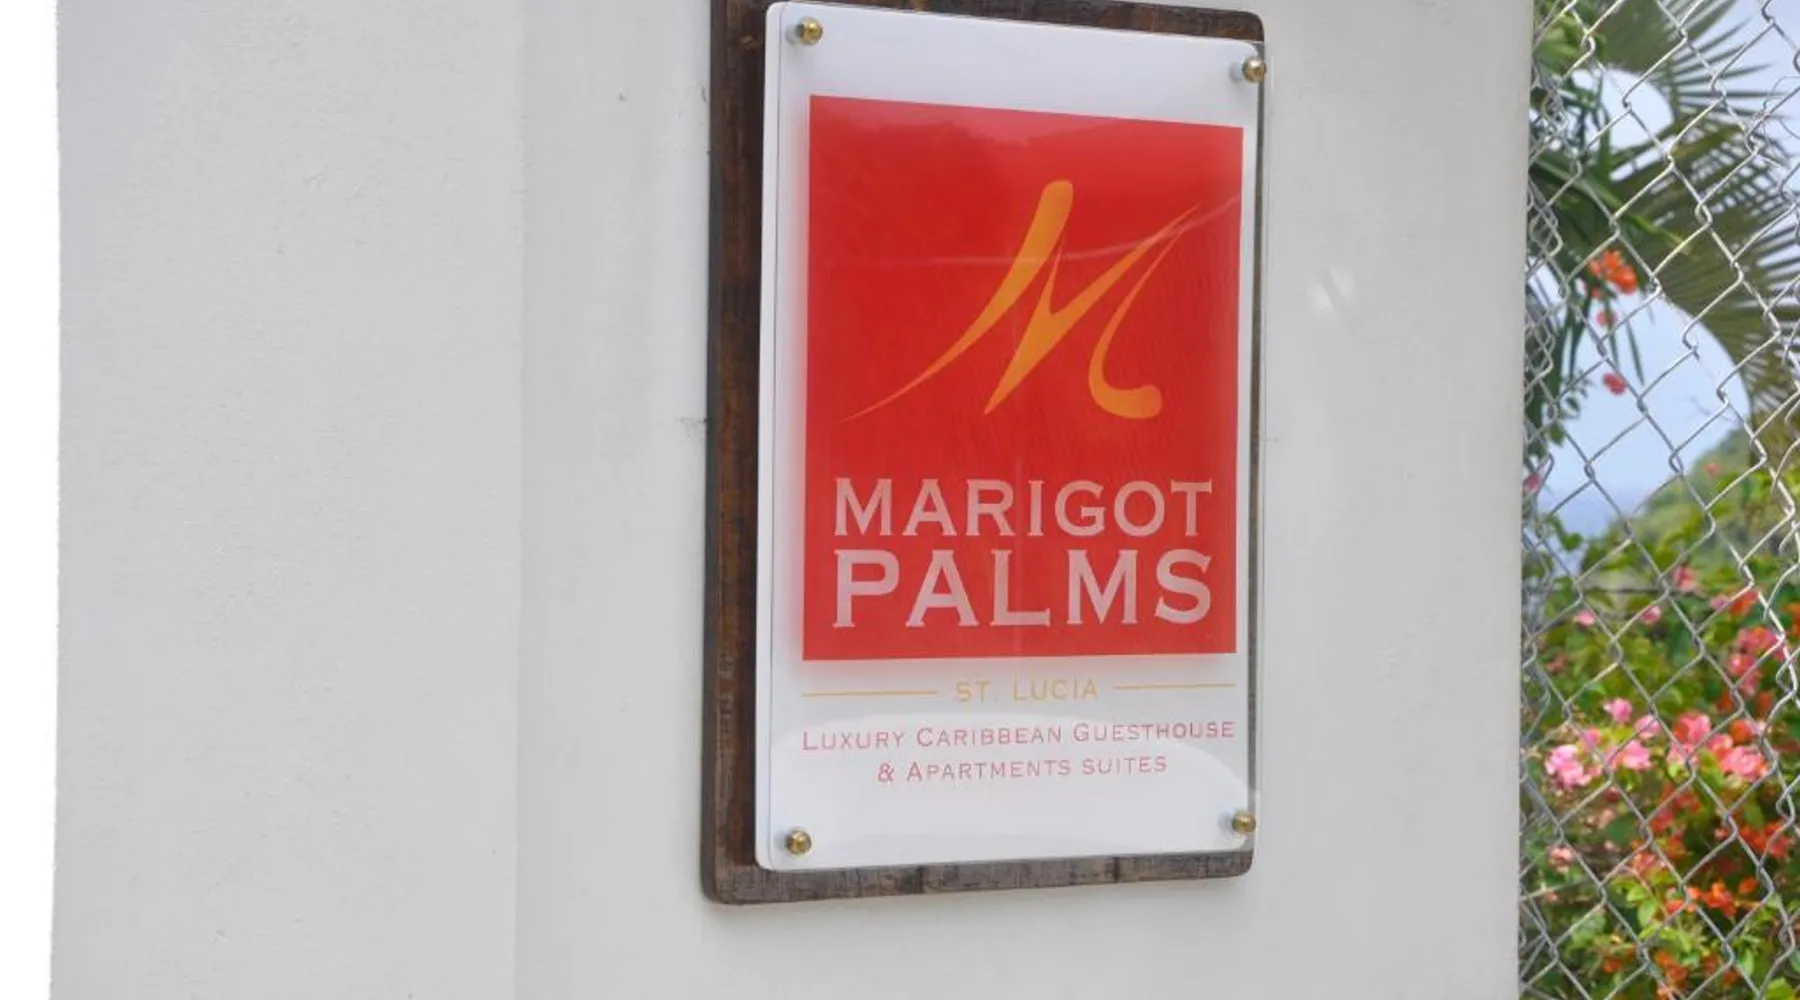 M
MARIGOT
PALMS
ST. LUCIA
LUXURY CARIBBEAN GUESTHOUSE
& APARTMENTS SUITES